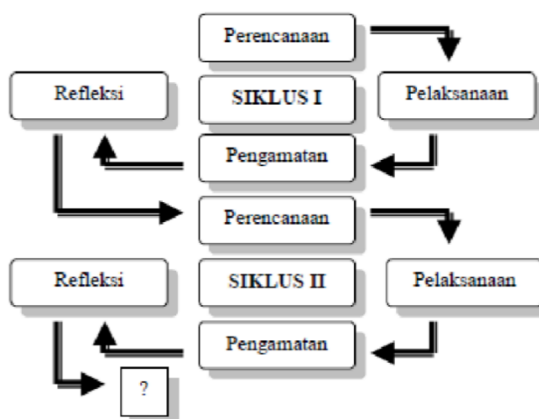 Perencanaan
Refleksi
SIKLUS I
Pelaksanaan
Pengamatan
Perencanaan
Refleksi
SIKLUS II
Pelaksanaan
Pengamatan
?